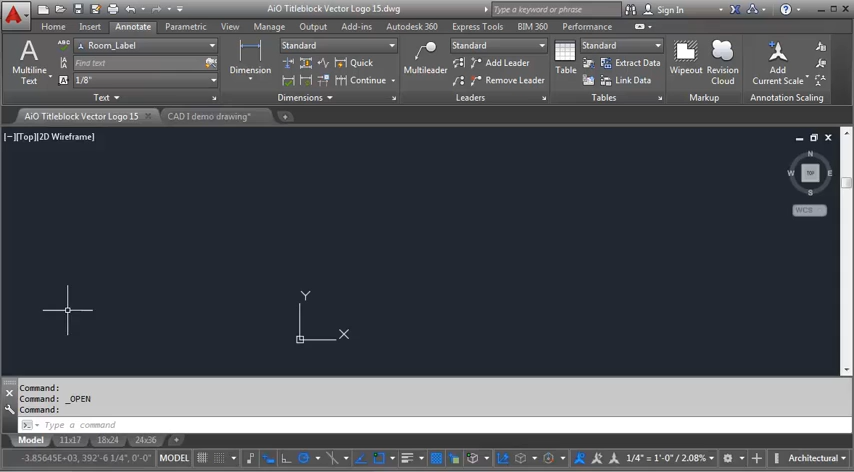 AiO Titleblock Vector Logo 15.dwg
Type a keyword or phrase
Sign In
Home Insert Annotate Parametric View Manage Output Add-ins Autodesk 360 Express Tools BIM 360 Performance
A
Multiline
Text
ABC
Room_Label
Find text
1/8"
Text
Dimension
Standard
Quick
Continue
Dimensions
Multileader
Standard
Add Leader
Remove Leader
Leaders
Table
Standard
Extract Data
Link Data
Tables
Wipeout
Revision
Cloud
Markup
Add
Current Scale
Annotation Scaling
AiO Titleblock Vector Logo 15
CAD I demo drawing*
[−][Top][2D Wireframe]
N
W
TOP
E
S
WCS
Y
X
Command:
Command: _OPEN
Command:
Type a command
Model 11x17 18x24 24x36 +
-3.85645E+03, 392'-6 1/4", 0'-0" MODEL
1/4" = 1'-0" / 2.08%
Architectural